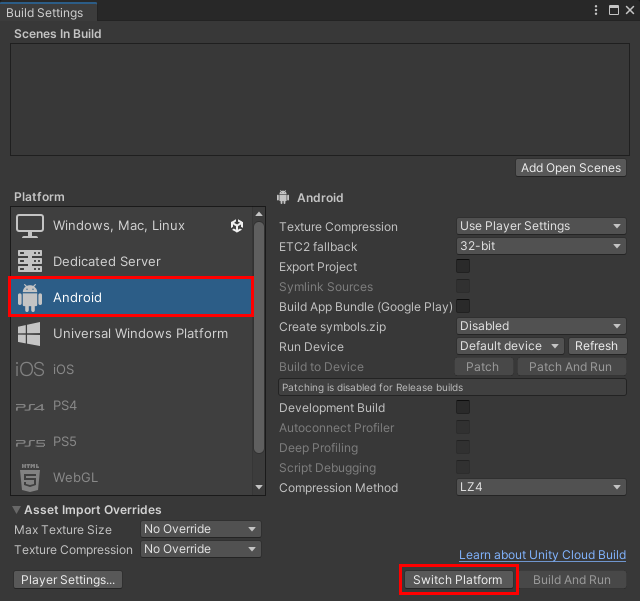 Build Settings
Scenes In Build
Add Open Scenes
Platform
Windows, Mac, Linux
Dedicated Server
Android
Universal Windows Platform
iOS iOS
PS4 PS4
PS5 PS5
HTML 5 WebGL
Android
Texture Compression Use Player Settings
ETC2 fallback 32-bit
Export Project
Symlink Sources
Build App Bundle (Google Play)
Create symbols.zip Disabled
Run Device Default device Refresh
Build to Device Patch Patch And Run
Patching is disabled for Release builds
Development Build
Autoconnect Profiler
Deep Profiling
Script Debugging
Compression Method LZ4
Asset Import Overrides
Max Texture Size No Override
Texture Compression No Override
Learn about Unity Cloud Build
Player Settings... Switch Platform Build And Run